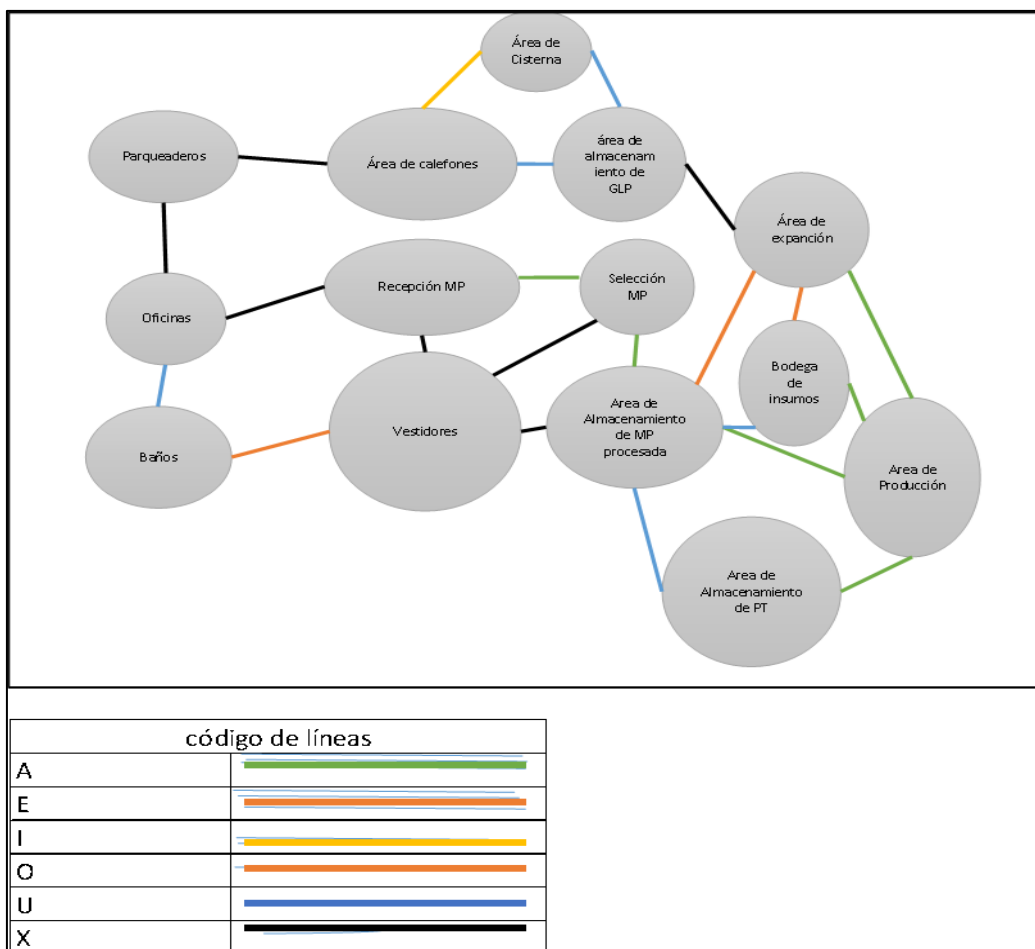 Área de
Cisterna
Parqueaderos
Área de calefones
área de
almacenam
iento de
GLP
Área de
expanción
Recepción MP
Selección
MP
Oficinas
Bodega
de
insumos
Baños
Vestidores
Area de
Almacenamiento
de MP
procesada
Area de
Producción
Area de
Almacenamiento
de PT
código de líneas
A
E
I
O
U
X